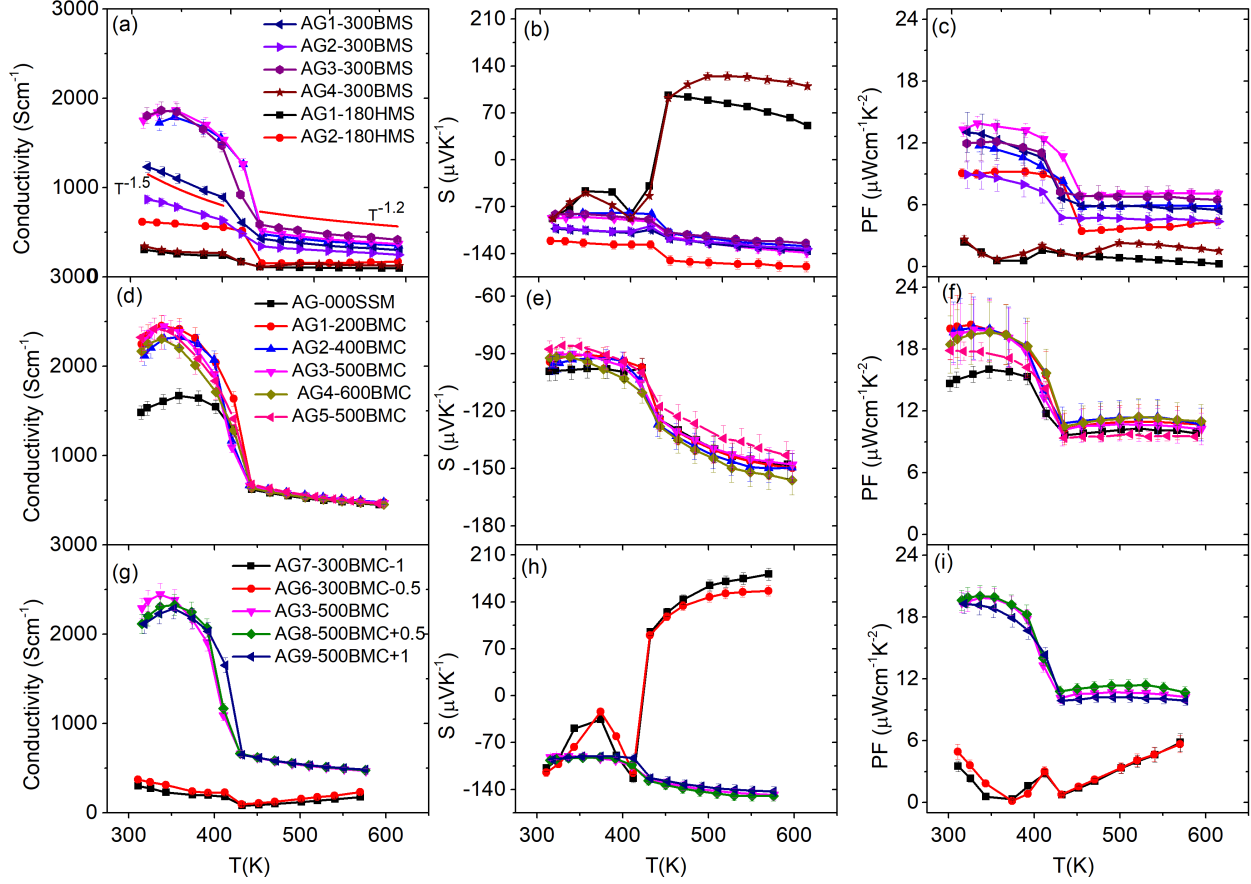 (a)
AG1-300BMS
AG2-300BMS
AG3-300BMS
AG4-300BMS
AG1-180HMS
AG2-180HMS
T-1.5
T-1.2
Conductivity (Scm-1)
3000
2000
1000
0
(b)
S (μVK-1)
210
140
70
0
-70
-140
(c)
PF (μWcm-1K-2)
24
18
12
6
0
(d)
AG-000SSM
AG1-200BMC
AG2-400BMC
AG3-500BMC
AG4-600BMC
AG5-500BMC
Conductivity (Scm-1)
3000
2000
1000
(e)
S (μVK-1)
-60
-90
-120
-150
-180
(f)
PF (μWcm-1K-2)
24
18
12
6
0
(g)
AG7-300BMC-1
AG6-300BMC-0.5
AG3-500BMC
AG8-500BMC+0.5
AG9-500BMC+1
Conductivity (Scm-1)
3000
2000
1000
0
300 400 500 600
T(K)
(h)
S (μVK-1)
210
140
70
0
-70
-140
300 400 500 600
T(K)
(i)
PF (μWcm-1K-2)
24
18
12
6
0
300 400 500 600
T(K)